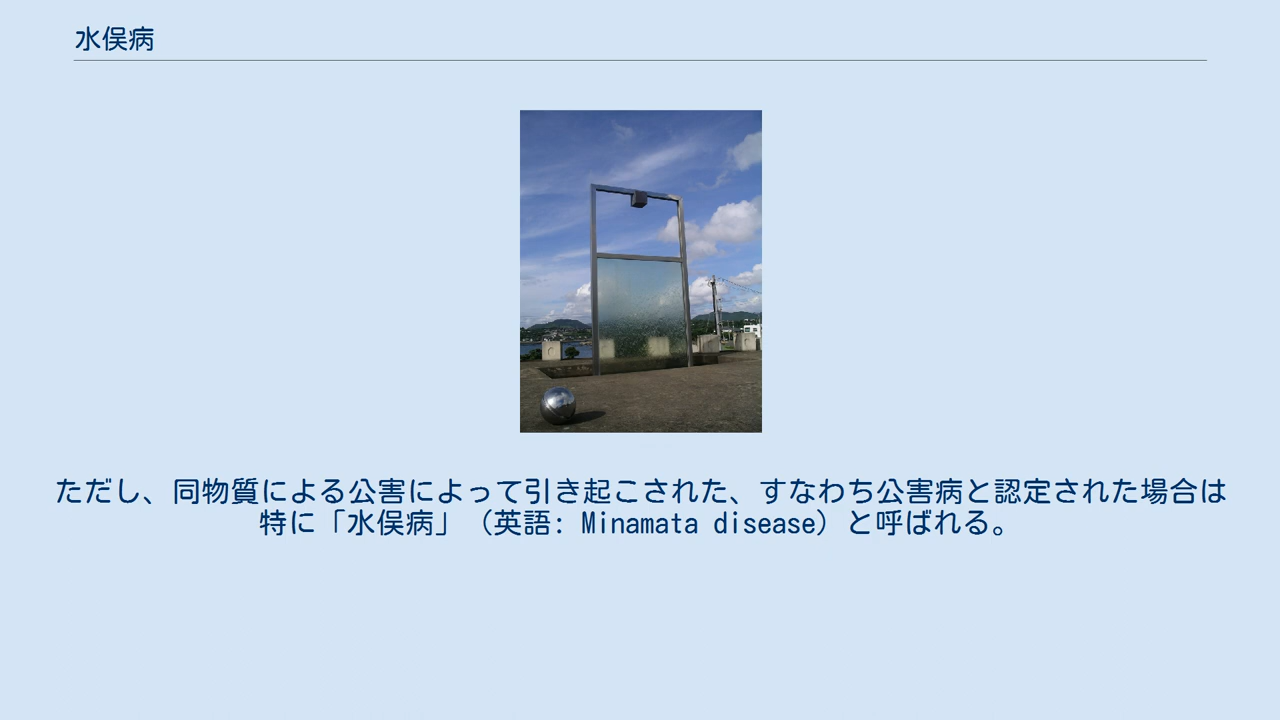 水俣病
ただし、同物質による公害によって引き起こされた、すなわち公害病と認定された場合は
特に「水俣病」（英語: Minamata disease）と呼ばれる。